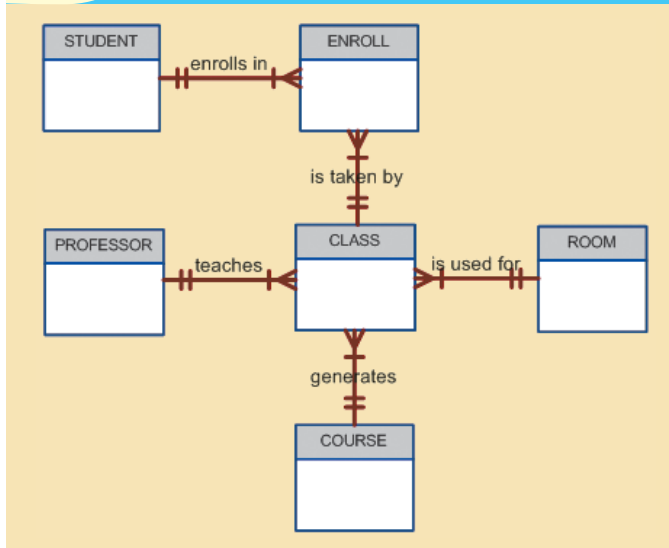 STUDENT
ENROLL
enrolls in
is taken by
PROFESSOR
CLASS
ROOM
teaches
is used for
generates
COURSE